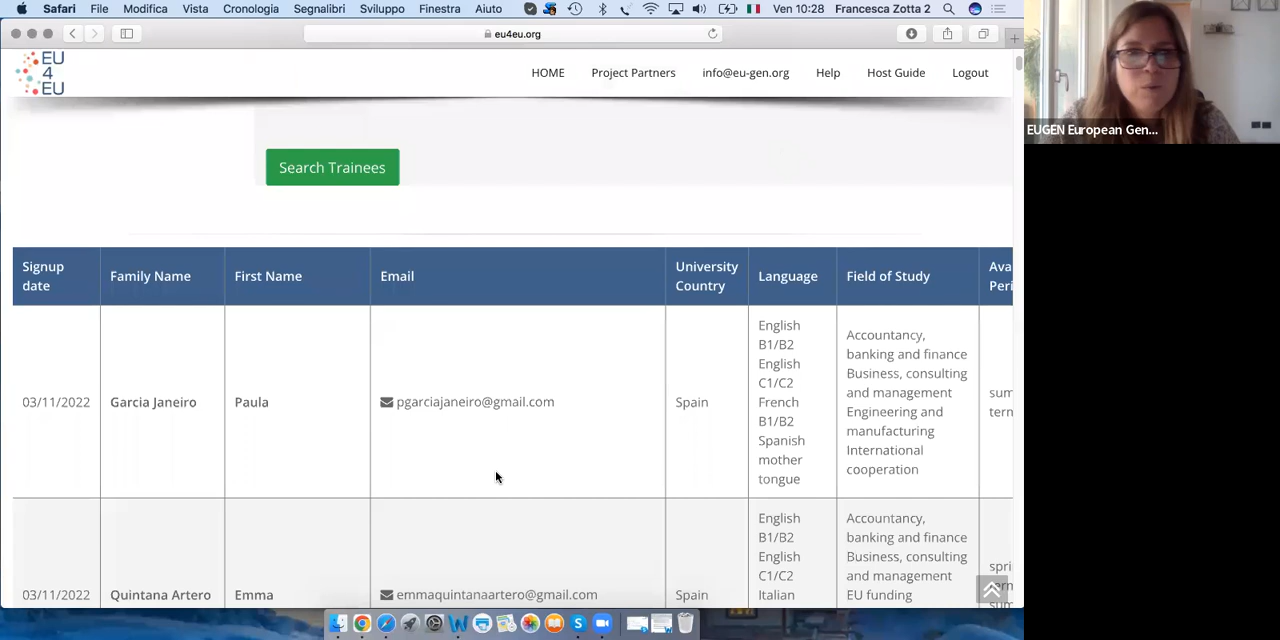 Safari File Modifica Vista Cronologia Segnalibri Sviluppo Finestra Aiuto Ven 10:28 Francesca Zotta 2
eu4eu.org
EU
4
EU
HOME Project Partners info@eu-gen.org Help Host Guide Logout
EUGEN European Gen...
Search Trainees
Signup
date
Family Name
First Name
Email
University
Country
Language
Field of Study
Ava
Peri
03/11/2022
Garcia Janeiro
Paula
pgarciajaneiro@gmail.com
Spain
English
B1/B2
English
C1/C2
French
B1/B2
Spanish
mother
tongue
Accountancy,
banking and finance
Business, consulting
and management
Engineering and
manufacturing
International
cooperation
sum
term
03/11/2022
Quintana Artero
Emma
emmaquintanaartero@gmail.com
Spain
English
B1/B2
English
C1/C2
Italian
Accountancy,
banking and finance
Business, consulting
and management
EU funding
spri